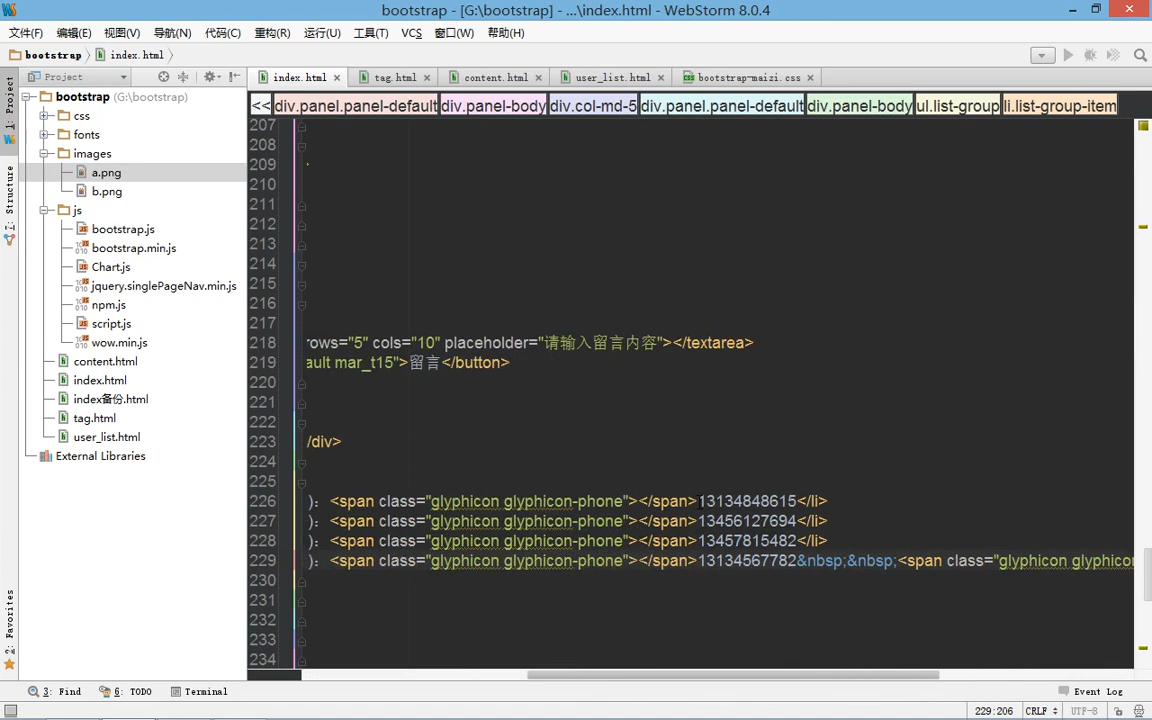 bootstrap - [G:\bootstrap] - ...\index.html - WebStorm 8.0.4
文件(F) 编辑(E) 视图(V) 导航(N) 代码(C) 重构(R) 运行(U) 工具(T) VCS 窗口(W) 帮助(H)
bootstrap index.html
Project index.html tag.html content.html user_list.html bootstrap-maizi.css
<< div.panel.panel-default div.panel-body div.col-md-5 div.panel.panel-default div.panel-body ul.list-group li.list-group-item
1: Project
7: Structure
2: Favorites
bootstrap (G:\bootstrap)
css
fonts
images
a.png
b.png
js
bootstrap.js
bootstrap.min.js
Chart.js
jquery.singlePageNav.min.js
npm.js
script.js
wow.min.js
content.html
index.html
index备份.html
tag.html
user_list.html
External Libraries
207
208
209
210
211
212
213
214
215
216
217
218 rows="5" cols="10" placeholder="请输入留言内容"></textarea>
219 ault mar_t15">留言</button>
220
221
222
223 /div>
224
225
226 ): <span class="glyphicon glyphicon-phone"></span>13134848615</li>
227 ): <span class="glyphicon glyphicon-phone"></span>13456127694</li>
228 ): <span class="glyphicon glyphicon-phone"></span>13457815482</li>
229 ): <span class="glyphicon glyphicon-phone"></span>13134567782&nbsp;&nbsp;<span class="glyphicon glyphico
230
231
232
233
234
3: Find 6: TODO Terminal Event Log
229:206 CRLF UTF-8